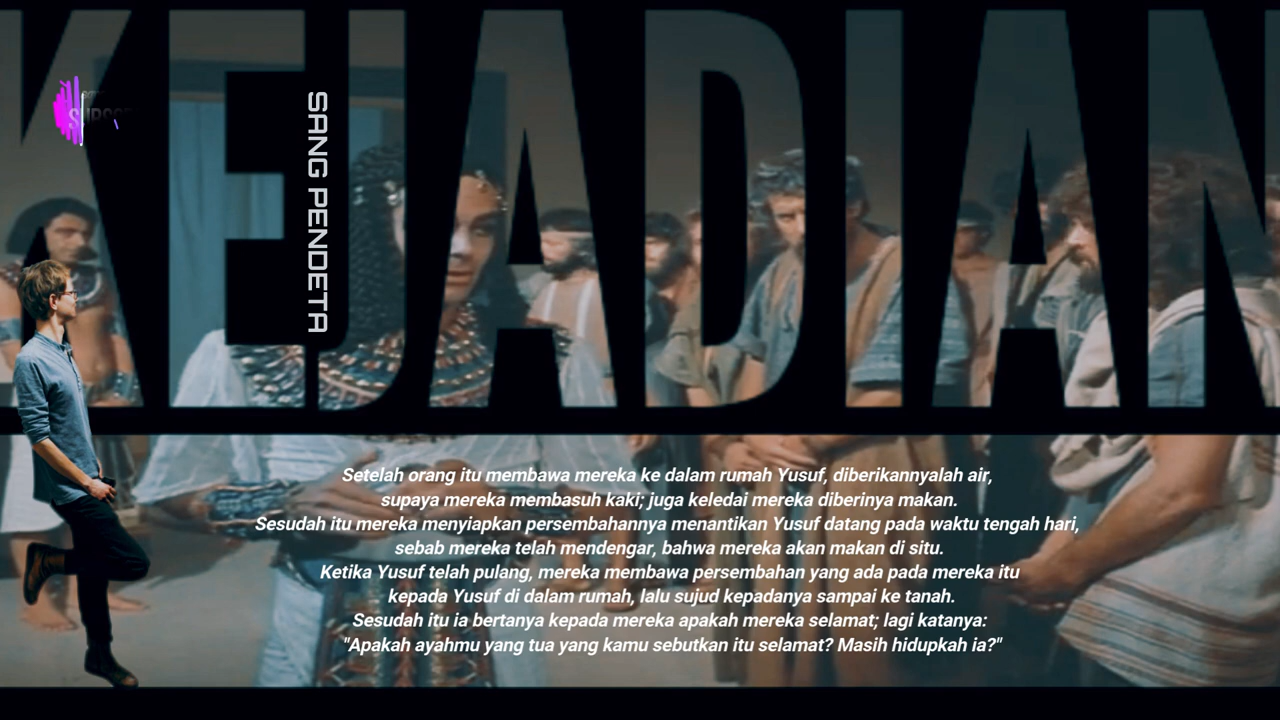 KEJADIAN
SANG PENDETA
Setelah orang itu membawa mereka ke dalam rumah Yusuf, diberikannyalah air,
supaya mereka membasuh kaki; juga keledai mereka diberinya makan.
Sesudah itu mereka menyiapkan persembahannya menantikan Yusuf datang pada waktu tengah hari,
sebab mereka telah mendengar, bahwa mereka akan makan di situ.
Ketika Yusuf telah pulang, mereka membawa persembahan yang ada pada mereka itu
kepada Yusuf di dalam rumah, lalu sujud kepadanya sampai ke tanah.
Sesudah itu ia bertanya kepada mereka apakah mereka selamat; lagi katanya:
"Apakah ayahmu yang tua yang kamu sebutkan itu selamat? Masih hidupkah ia?"